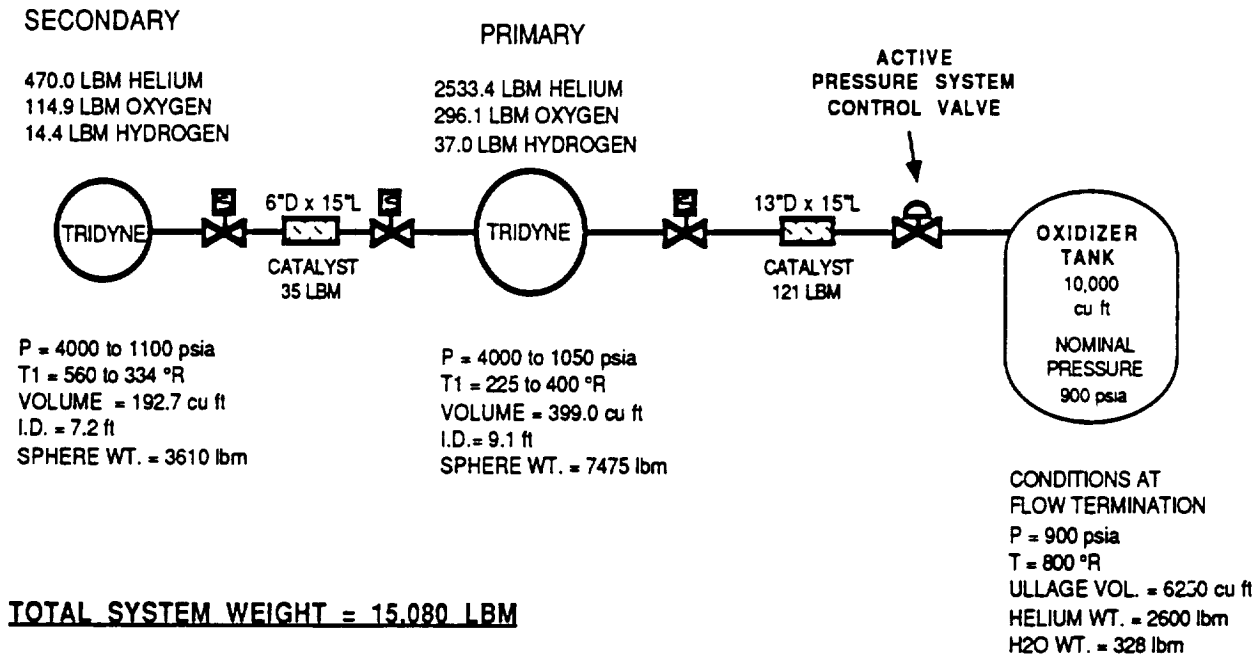 SECONDARY
470.0 LBM HELIUM
114.9 LBM OXYGEN
14.4 LBM HYDROGEN
PRIMARY
2533.4 LBM HELIUM
296.1 LBM OXYGEN
37.0 LBM HYDROGEN
ACTIVE
PRESSURE SYSTEM
CONTROL VALVE
TRIDYNE
S
6"D x 15"L
CATALYST
35 LBM
S
TRIDYNE
S
13"D x 15"L
CATALYST
121 LBM
OXIDIZER
TANK
10,000
cu ft
NOMINAL
PRESSURE
900 psia
P = 4000 to 1100 psia
T1 = 560 to 334 °R
VOLUME = 192.7 cu ft
I.D. = 7.2 ft
SPHERE WT. = 3610 lbm
P = 4000 to 1050 psia
T1 = 225 to 400 °R
VOLUME = 399.0 cu ft
I.D.= 9.1 ft
SPHERE WT. = 7475 lbm
CONDITIONS AT
FLOW TERMINATION
P = 900 psia
T = 800 °R
ULLAGE VOL. = cu ft
HELIUM WT. = 2600 lbm
H2O WT. = 328 lbm
TOTAL SYSTEM WEIGHT = 15,080 LBM